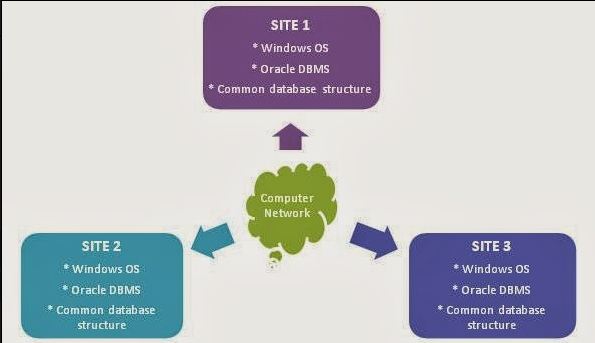 SITE 1
* Windows OS
* Oracle DBMS
* Common database structure
Computer
Network
SITE 2
* Windows OS
* Oracle DBMS
* Common database
structure
SITE 3
* Windows OS
* Oracle DBMS
* Common database
structure